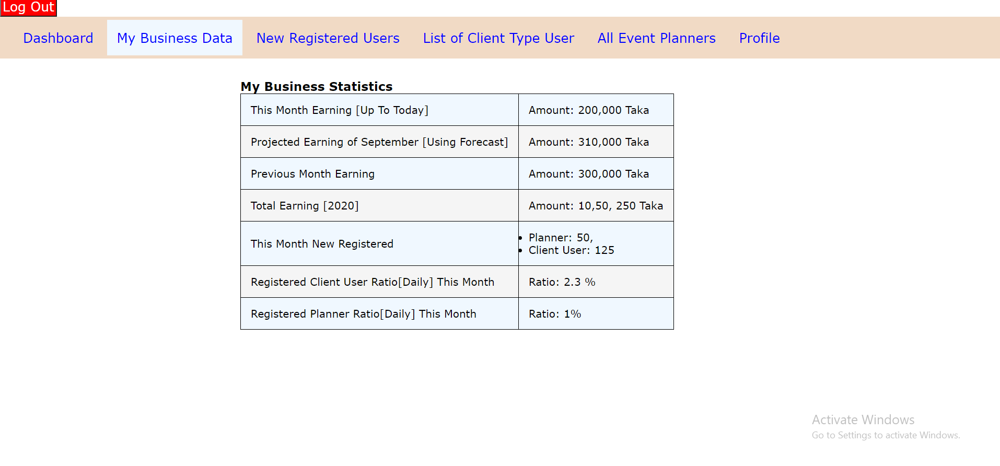 Log Out
Dashboard My Business Data New Registered Users List of Client Type User All Event Planners Profile
My Business Statistics
This Month Earning [Up To Today] Amount: 200,000 Taka
Projected Earning of September [Using Forecast] Amount: 310,000 Taka
Previous Month Earning Amount: 300,000 Taka
Total Earning [2020] Amount: 10,50, 250 Taka
This Month New Registered
• Planner: 50,
• Client User: 125
Registered Client User Ratio[Daily] This Month Ratio: 2.3 %
Registered Planner Ratio[Daily] This Month Ratio: 1%
Activate Windows
Go to Settings to activate Windows.